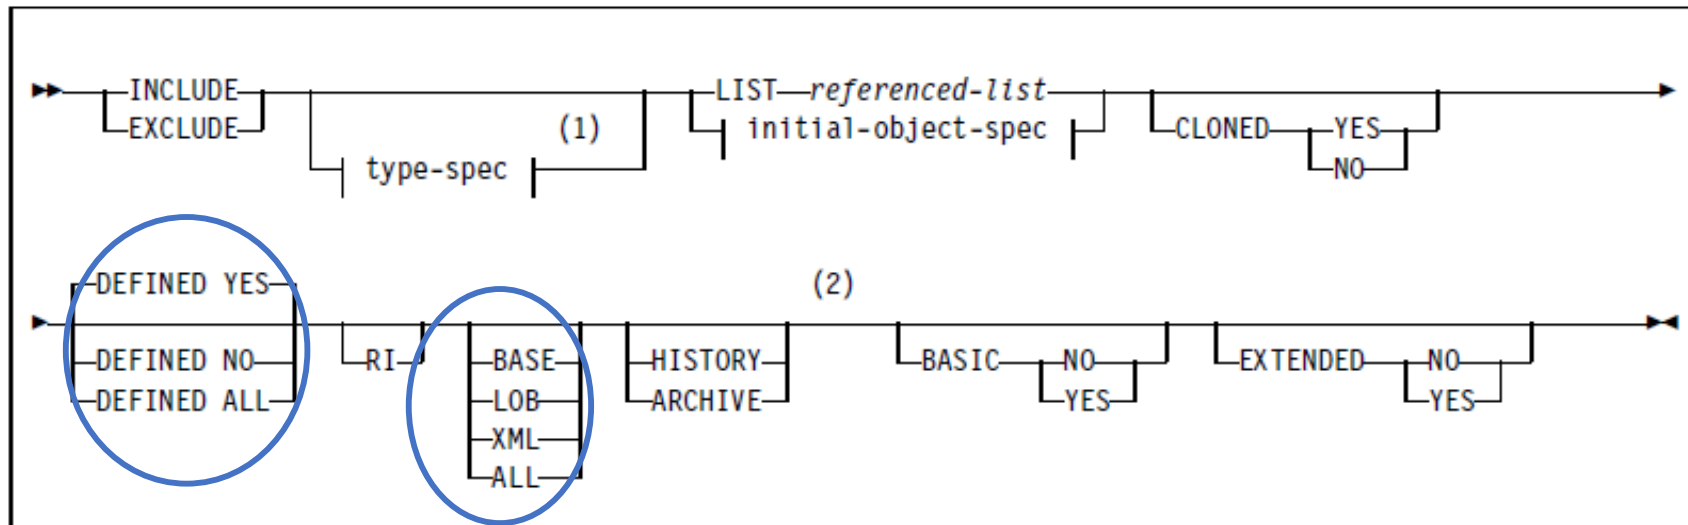 INCLUDE LIST referenced-list
EXCLUDE (1) initial-object-spec CLONED YES
type-spec NO
DEFINED YES (2)
DEFINED NO RI BASE HISTORY BASIC NO EXTENDED NO
DEFINED ALL LOB ARCHIVE YES YES
XML
ALL